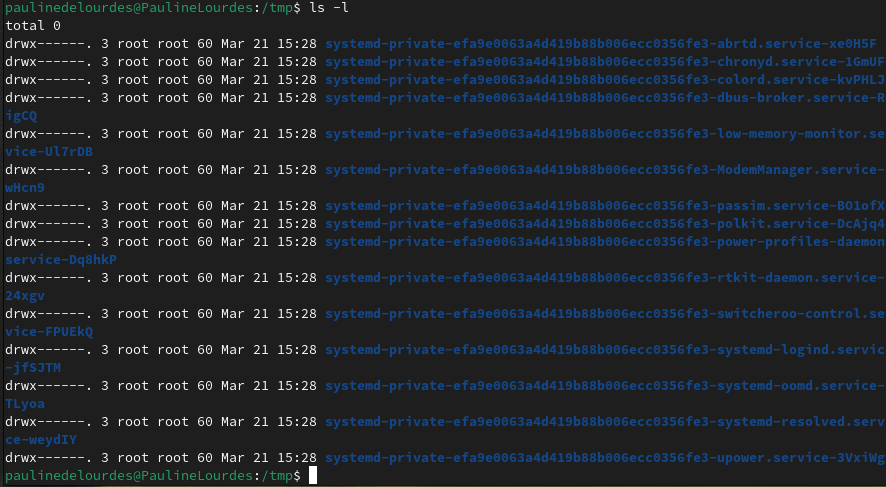 paulinedelourdes@PaulineLourdes:/tmp$ ls -l
total 0
drwx------. 3 root root 60 Mar 21 15:28 systemd-private-efa9e0063a4d419b88b006ecc0356fe3-abrtd.service-xe0H5F
drwx------. 3 root root 60 Mar 21 15:28 systemd-private-efa9e0063a4d419b88b006ecc0356fe3-chronyd.service-1GmUF
drwx------. 3 root root 60 Mar 21 15:28 systemd-private-efa9e0063a4d419b88b006ecc0356fe3-colord.service-kvPHLJ
drwx------. 3 root root 60 Mar 21 15:28 systemd-private-efa9e0063a4d419b88b006ecc0356fe3-dbus-broker.service-R
igCQ
drwx------. 3 root root 60 Mar 21 15:28 systemd-private-efa9e0063a4d419b88b006ecc0356fe3-low-memory-monitor.se
vice-Ul7rDB
drwx------. 3 root root 60 Mar 21 15:28 systemd-private-efa9e0063a4d419b88b006ecc0356fe3-ModemManager.service-
wHcn9
drwx------. 3 root root 60 Mar 21 15:28 systemd-private-efa9e0063a4d419b88b006ecc0356fe3-passim.service-BO1ofX
drwx------. 3 root root 60 Mar 21 15:28 systemd-private-efa9e0063a4d419b88b006ecc0356fe3-polkit.service-DcAjq4
drwx------. 3 root root 60 Mar 21 15:28 systemd-private-efa9e0063a4d419b88b006ecc0356fe3-power-profiles-daemon
service-Dq8hkP
drwx------. 3 root root 60 Mar 21 15:28 systemd-private-efa9e0063a4d419b88b006ecc0356fe3-rtkit-daemon.service-
24xgv
drwx------. 3 root root 60 Mar 21 15:28 systemd-private-efa9e0063a4d419b88b006ecc0356fe3-switcheroo-control.se
vice-FPUEkQ
drwx------. 3 root root 60 Mar 21 15:28 systemd-private-efa9e0063a4d419b88b006ecc0356fe3-systemd-logind.servic
-jfSJTM
drwx------. 3 root root 60 Mar 21 15:28 systemd-private-efa9e0063a4d419b88b006ecc0356fe3-systemd-oomd.service-
TLyoa
drwx------. 3 root root 60 Mar 21 15:28 systemd-private-efa9e0063a4d419b88b006ecc0356fe3-systemd-resolved.serv
ce-weydIY
drwx------. 3 root root 60 Mar 21 15:28 systemd-private-efa9e0063a4d419b88b006ecc0356fe3-upower.service-3VxiWg
paulinedelourdes@PaulineLourdes:/tmp$